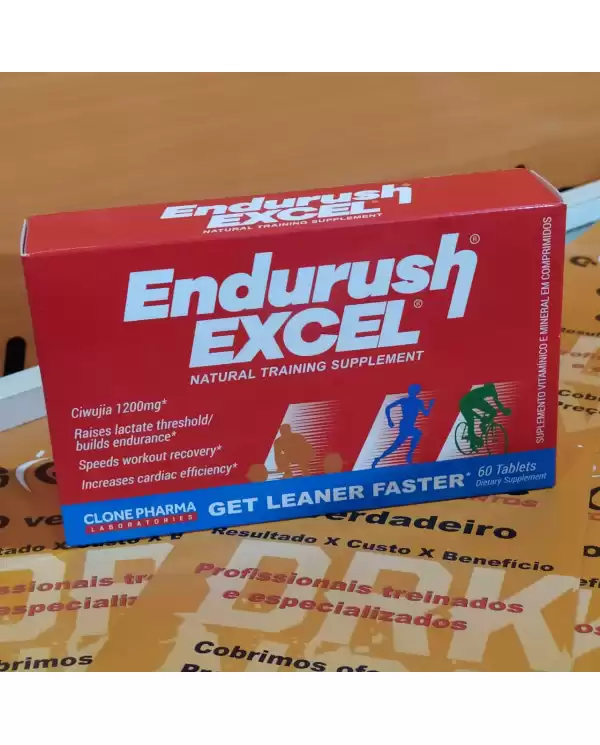 Endurush®
EXCEL
NATURAL TRAINING SUPPLEMENT
Endurush®
EXCEL®
NATURAL TRAINING SUPPLEMENT
Ciwujia 1200mg*
Raises lactate threshold/
builds endurance*
Speeds workout recovery*
Increases cardiac efficiency*
CLONE PHARMA
LABORATORIES
GET LEANER FASTER*
60 Tablets
Dietary Supplement
SUPLEMENTO VITAMÍNICO E MINERAL EM COMPRIMIDOS
Resultado X Custo X Benefício
Profissionais treinados
e especializados
Cobrimos